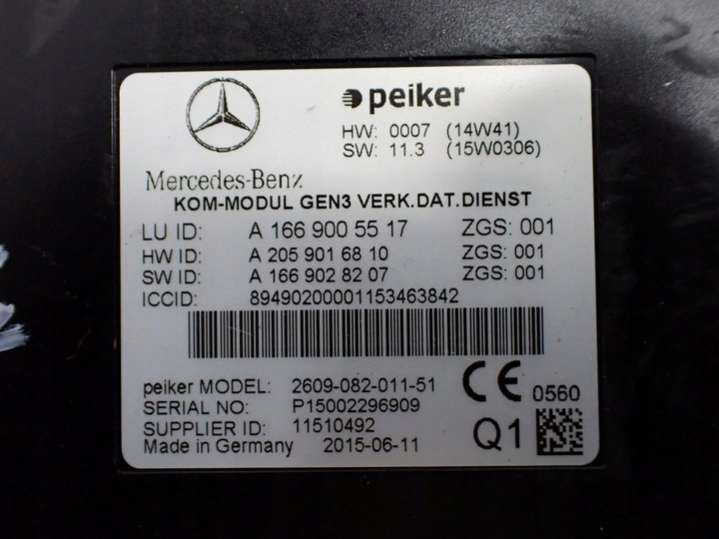 peiker
HW: 0007 (14W41)
SW: 11.3 (15W0306)
Mercedes-Benz
KOM-MODUL GEN3 VERK.DAT.DIENST
LU ID: A 166 900 55 17 ZGS: 001
HW ID: A 205 901 68 10 ZGS: 001
SW ID: A 166 902 82 07 ZGS: 001
ICCID: 89490200001153463842
peiker MODEL: 2609-082-011-51
CE 0560
SERIAL NO: P15002296909
SUPPLIER ID: 11510492
Q1
Made in Germany 2015-06-11